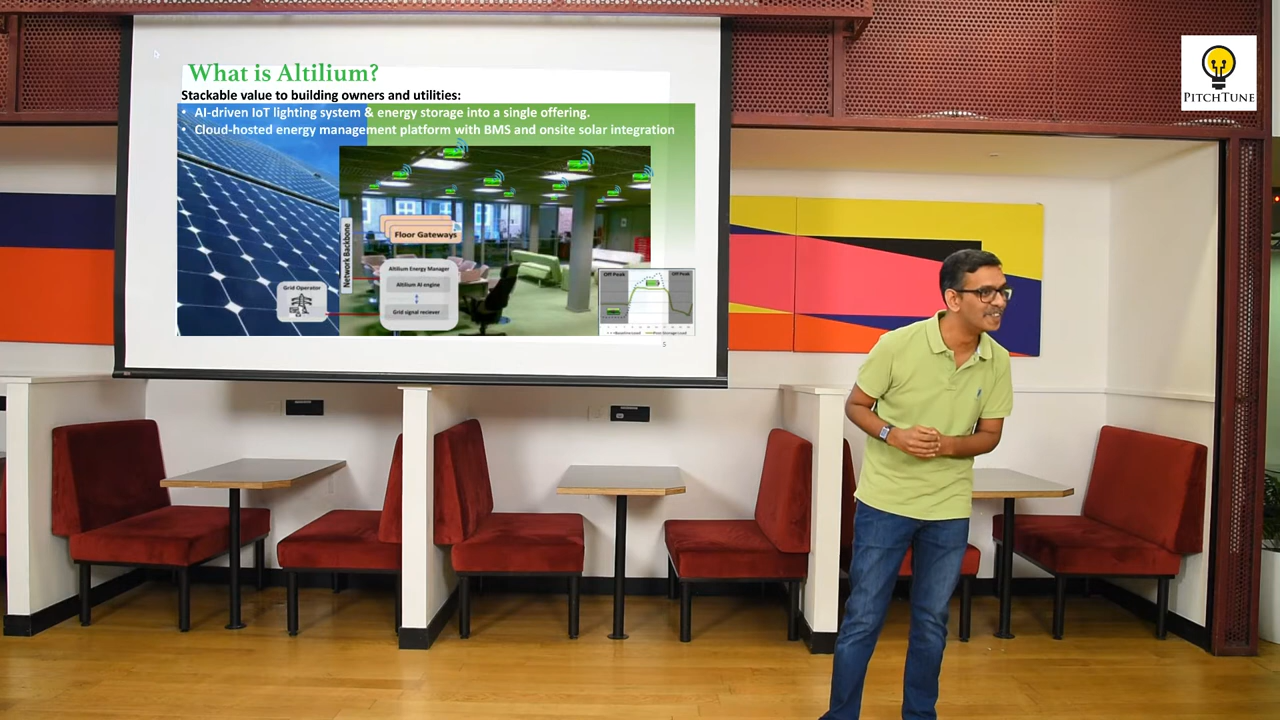 What is Altilium?
Stackable value to building owners and utilities:
• AI-driven IoT lighting system & energy storage into a single offering.
• Cloud-hosted energy management platform with BMS and onsite solar integration
Network Backbone
Floor Gateways
Altilium Energy Manager
Altilium AI engine
Grid signal reciever
Grid Operator
Off Peak
Off Peak
5
PITCHTUNE